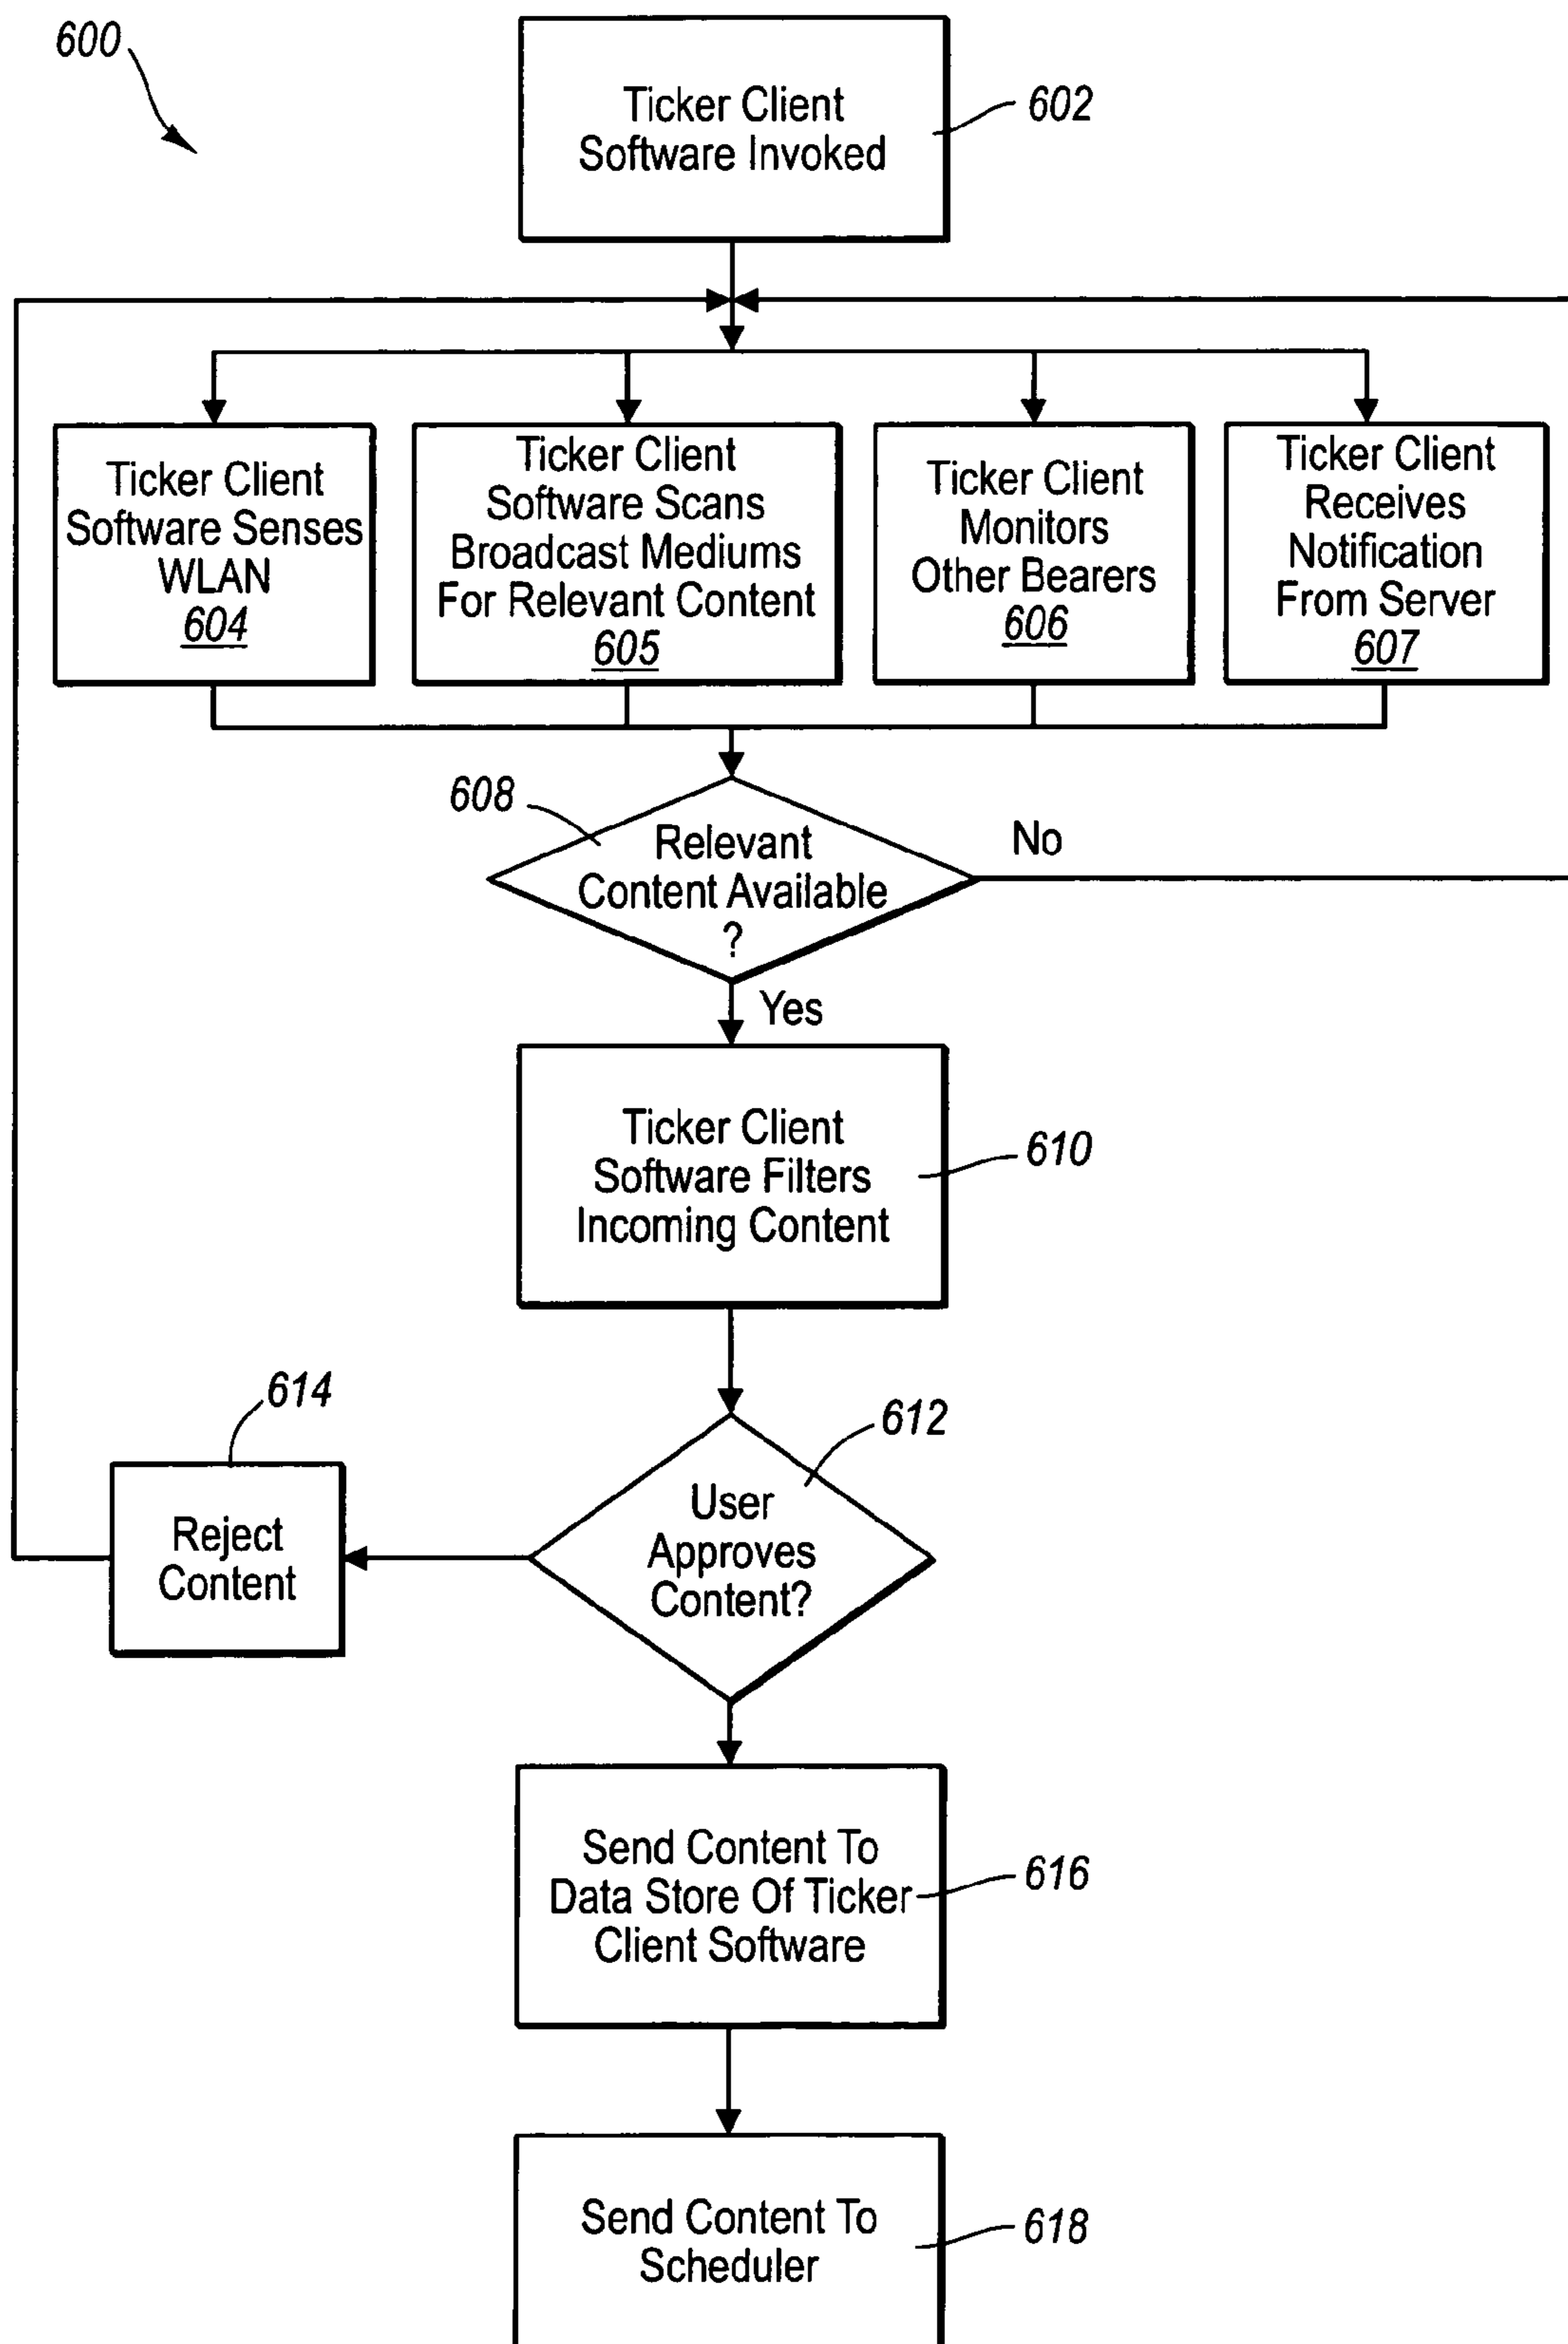 600
Ticker Client
Software Invoked
602
Ticker Client
Software Senses
WLAN
604
Ticker Client
Software Scans
Broadcast Mediums
For Relevant Content
605
Ticker Client
Monitors
Other Bearers
606
Ticker Client
Receives
Notification
From Server
607
608
Relevant
Content Available
?
No
Yes
Ticker Client
Software Filters
Incoming Content
610
614
Reject
Content
612
User
Approves
Content?
Send Content To
Data Store Of Ticker
Client Software
616
Send Content To
Scheduler
618